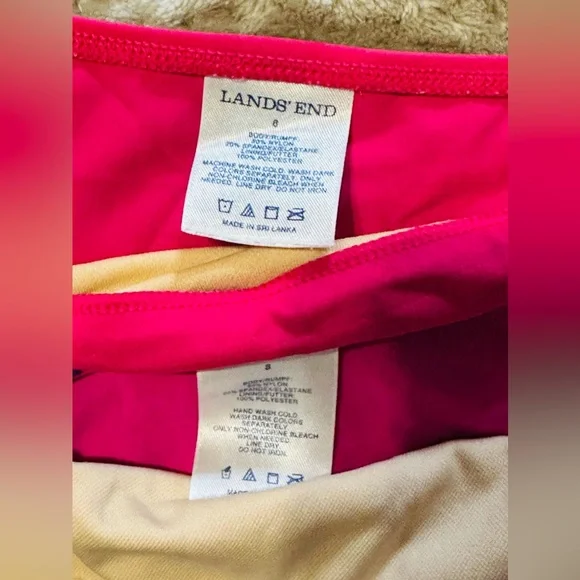 LANDS' END
8
BODY/RUMPF:
80% NYLON
20% SPANDEX/ELASTANE
LINING/FUTTER:
100% POLYESTER
MACHINE WASH COLD. WASH DARK
COLORS SEPARATELY. ONLY
NON-CHLORINE BLEACH WHEN
NEEDED. LINE DRY. DO NOT IRON.
MADE IN SRI LANKA
8
BODY/RUMPF:
NYLON
SPANDEX/ELASTANE
LINING/FUTTER:
100% POLYESTER
HAND WASH COLD
WASH DARK COLORS
SEPARATELY
ONLY NON-CHLORINE BLEACH
WHEN NEEDED.
LINE DRY
DO NOT IRON.